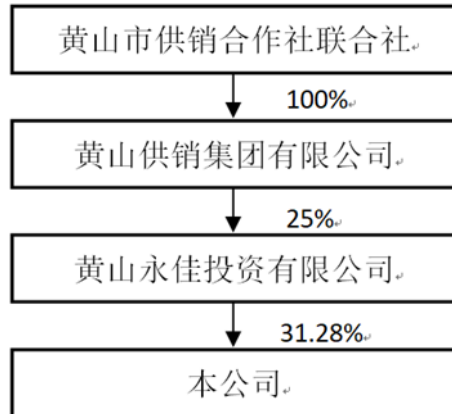 黄山市供销合作社联合社
100%
黄山供销集团有限公司
25%
黄山永佳投资有限公司
31.28%
本公司